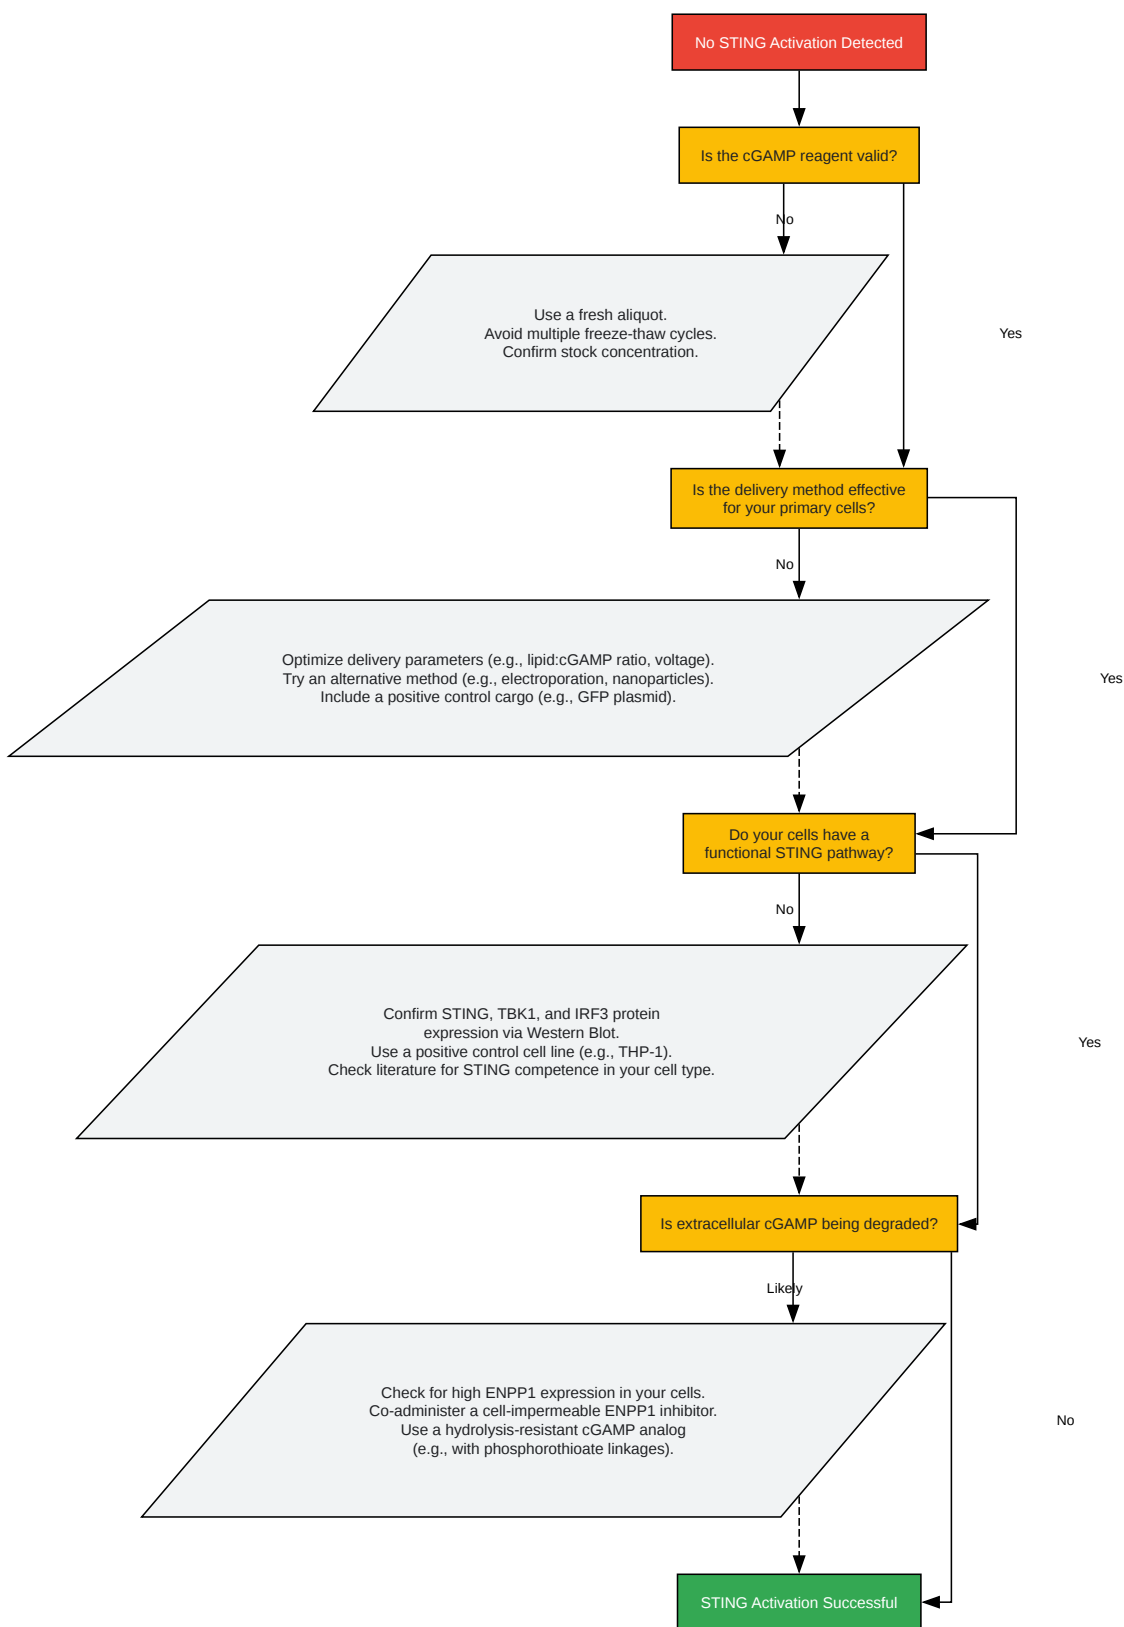 No STING Activation Detected
Is the cGAMP reagent valid?
No
Use a fresh aliquot.
Avoid multiple freeze-thaw cycles.
Confirm stock concentration.
Yes
Is the delivery method effective
for your primary cells?
No
Optimize delivery parameters (e.g., lipid:cGAMP ratio, voltage).
Try an alternative method (e.g., electroporation, nanoparticles).
Include a positive control cargo (e.g., GFP plasmid).
Yes
Do your cells have a
functional STING pathway?
No
Confirm STING, TBK1, and IRF3 protein
expression via Western Blot.
Use a positive control cell line (e.g., THP-1).
Check literature for STING competence in your cell type.
Yes
Is extracellular cGAMP being degraded?
Likely
Check for high ENPP1 expression in your cells.
Co-administer a cell-impermeable ENPP1 inhibitor.
Use a hydrolysis-resistant cGAMP analog
(e.g., with phosphorothioate linkages).
No
STING Activation Successful